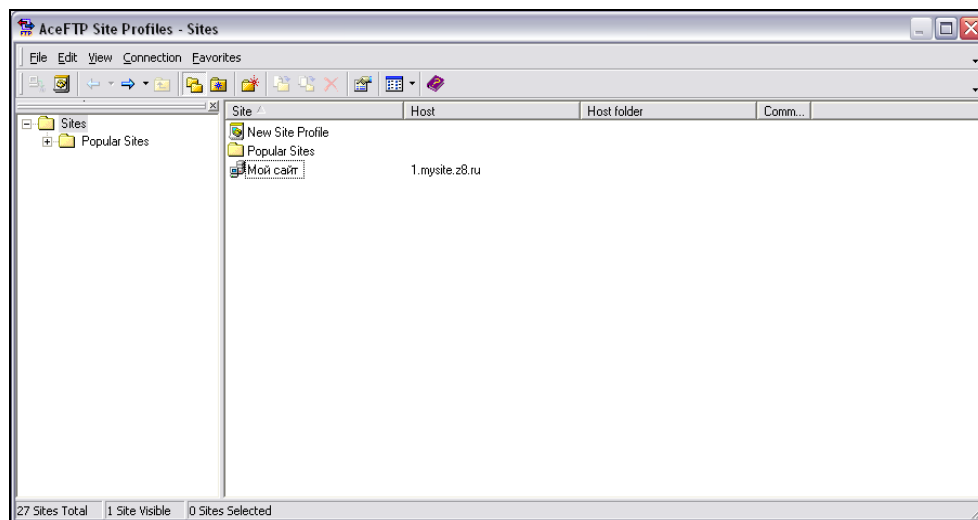 AceFTP Site Profiles - Sites
File Edit View Connection Favorites
Site Host Host folder Comm...
Sites
Popular Sites
New Site Profile
Popular Sites
Мой сайт 1.mysite.z8.ru
27 Sites Total 1 Site Visible 0 Sites Selected